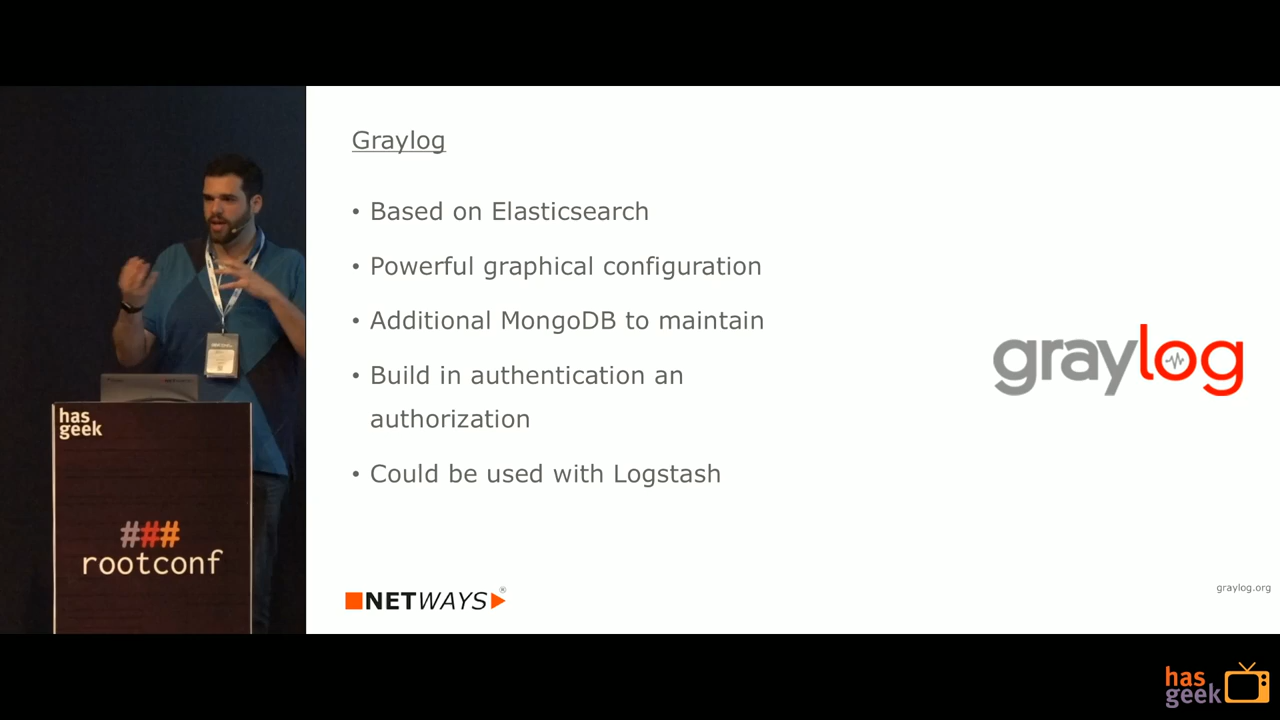 Graylog
• Based on Elasticsearch
• Powerful graphical configuration
• Additional MongoDB to maintain
• Build in authentication an
authorization
• Could be used with Logstash
graylog
NETWAYS®
graylog.org
has
geek
###
rootconf
has
geek